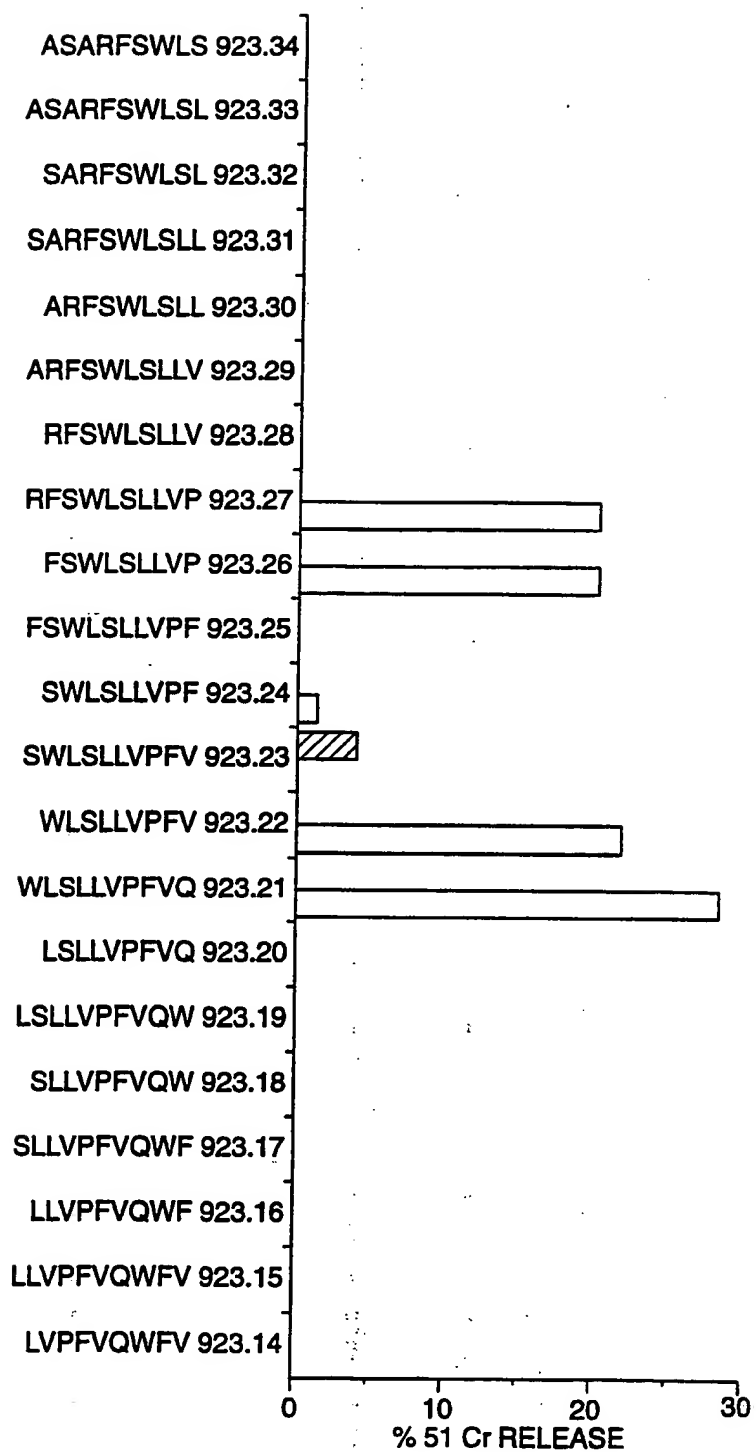 ASARFSWLS 923.34
ASARFSWLSL 923.33
SARFSWLSL 923.32
SARFSWLSLL 923.31
ARFSWLSLL 923.30
ARFSWLSLLV 923.29
RFSWLSLLV 923.28
RFSWLSLLVP 923.27
FSWLSLLVP 923.26
FSWLSLLVPF 923.25
SWLSLLVPF 923.24
SWLSLLVPFV 923.23
WLSLLVPFV 923.22
WLSLLVPFVQ 923.21
LSLLVPFVQ 923.20
LSLLVPFVQW 923.19
SLLVPFVQW 923.18
SLLVPFVQWF 923.17
LLVPFVQWF 923.16
LLVPFVQWFV 923.15
LVPFVQWFV 923.14
0 10 20 30
% 51 Cr RELEASE